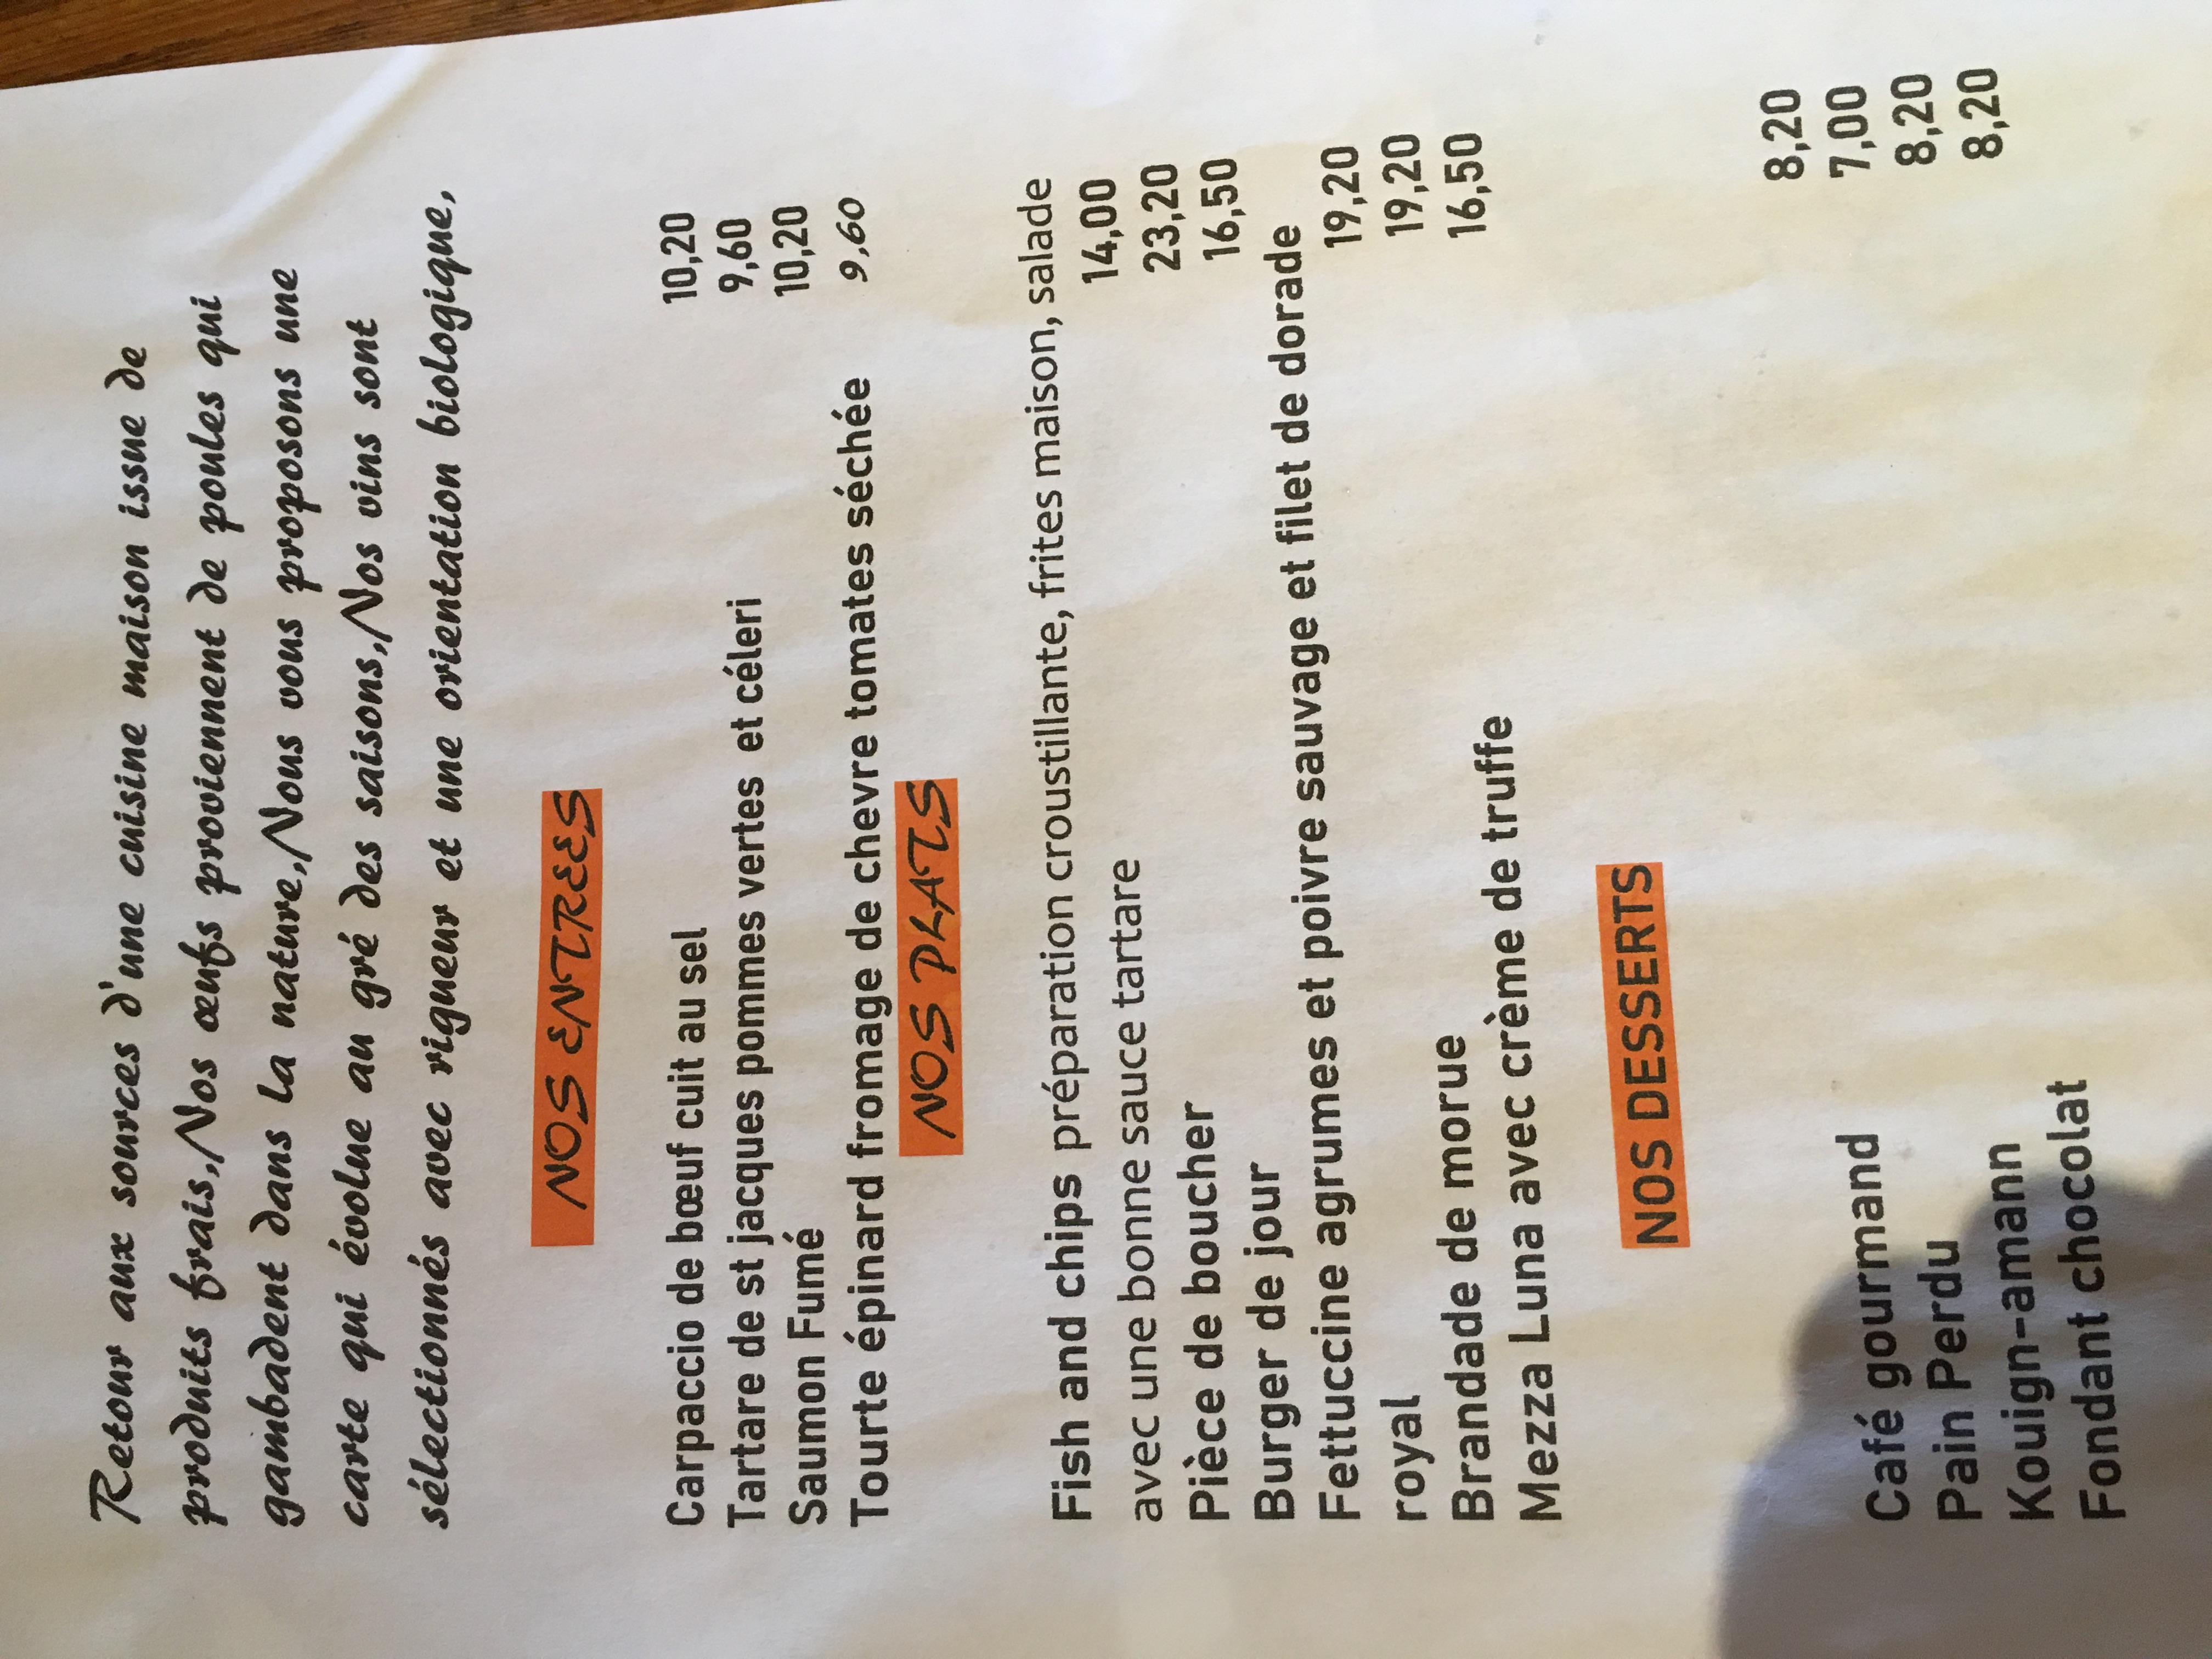 Retour aux sources d'une cuisine maison issue de
produits frais,Nos œufs proviennent de poules qui
gambadent dans la nature,Nous vous proposons une
carte qui évolue au gré des saisons,Nos vins sont
sélectionnés avec rigueur et une orientation biologique,
NOS ENTREES
Carpaccio de bœuf cuit au sel 10,20
Tartare de st jacques pommes vertes et céleri 9,60
Saumon Fumé 10,20
Tourte épinard fromage de chevre tomates séchée 9,60
NOS PLATS
Fish and chips préparation croustillante, frites maison, salade
avec une bonne sauce tartare 14,00
Pièce de boucher 23,20
Burger de jour 16,50
Fettuccine agrumes et poivre sauvage et filet de dorade
royal 19,20
Brandade de morue 19,20
Mezza Luna avec crème de truffe 16,50
NOS DESSERTS
Café gourmand 8,20
Pain Perdu 7,00
Kouign-amann 8,20
Fondant chocolat 8,20